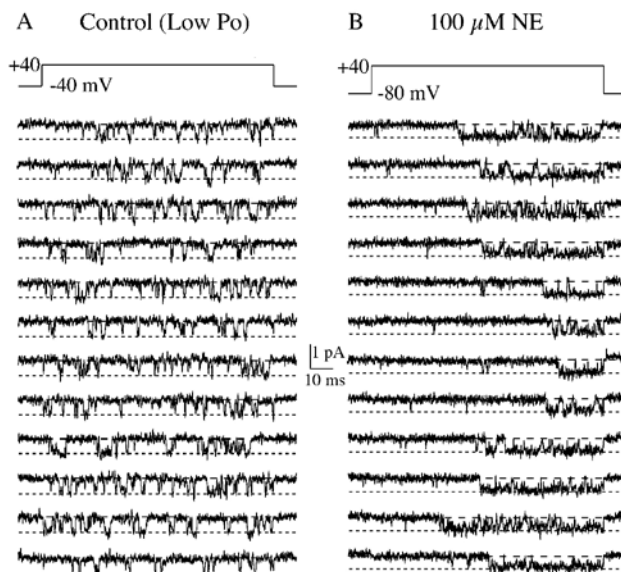 A Control (Low Po)
B 100 µM NE
+40
-40 mV
+40
-80 mV
1 pA
10 ms